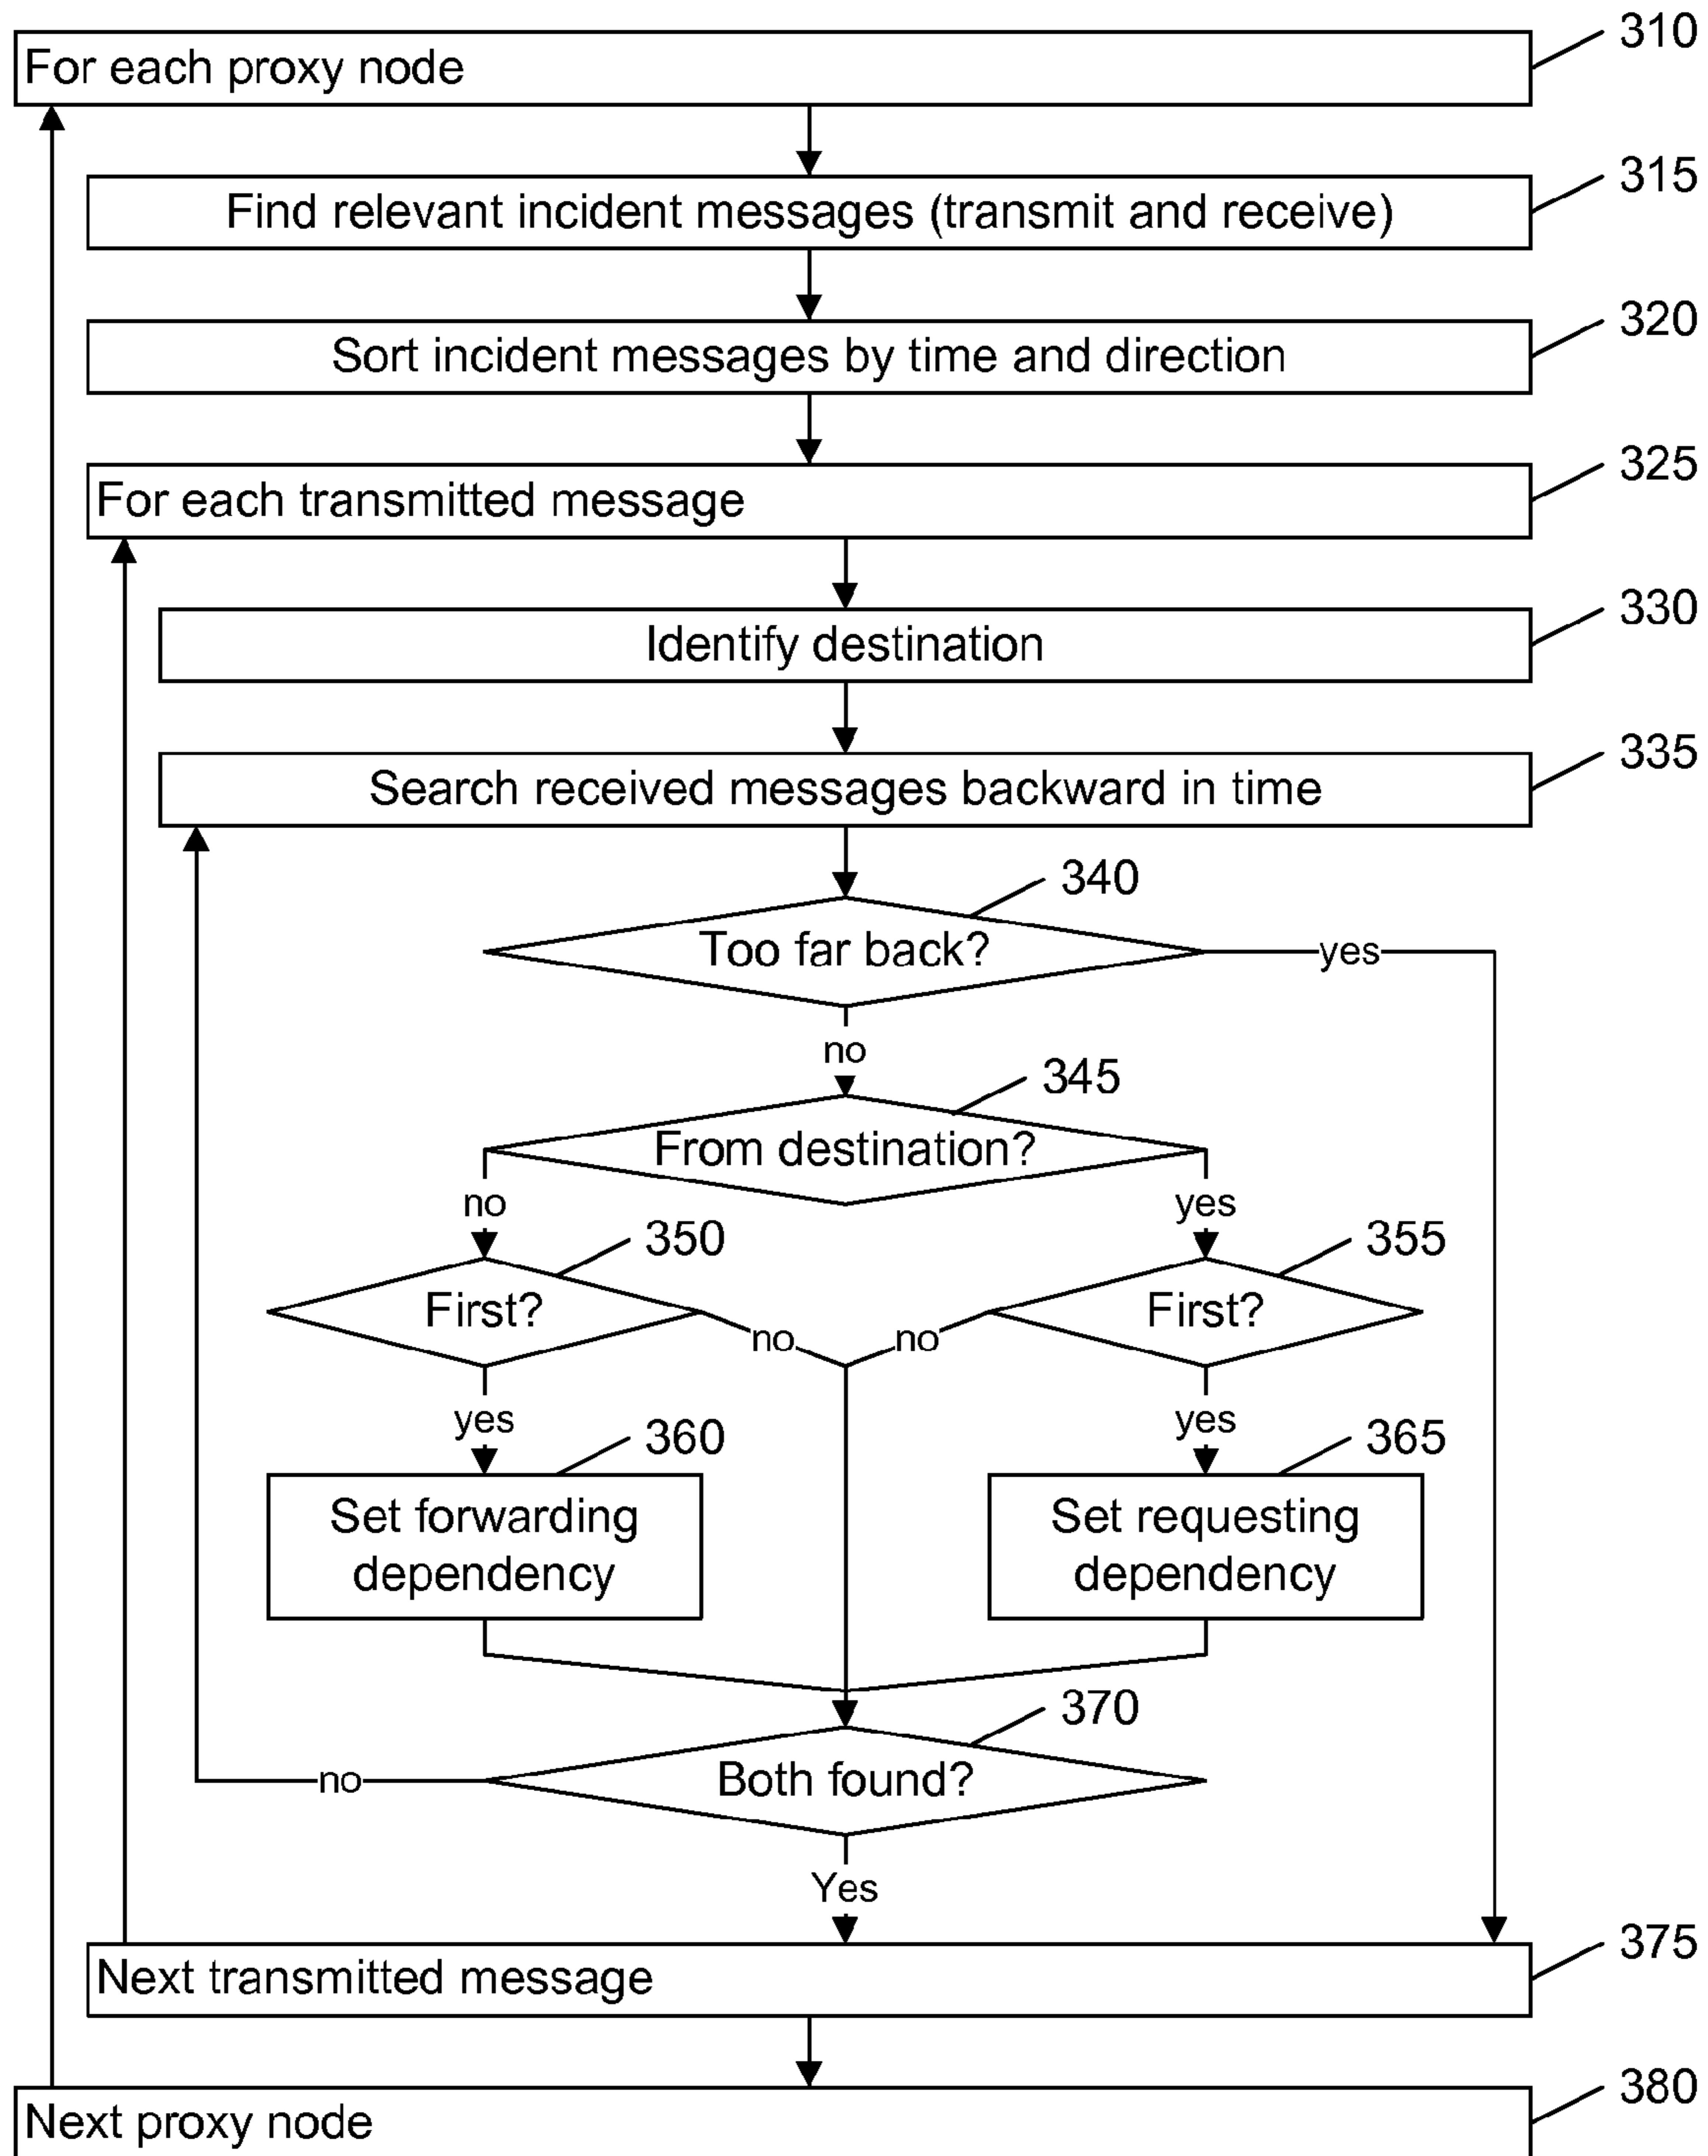 310
For each proxy node
315
Find relevant incident messages (transmit and receive)
320
Sort incident messages by time and direction
325
For each transmitted message
330
Identify destination
335
Search received messages backward in time
340
Too far back?
yes
no
345
From destination?
no
yes
350
355
First?
First?
no
no
yes
yes
360
365
Set forwarding
dependency
Set requesting
dependency
370
Both found?
no
Yes
375
Next transmitted message
380
Next proxy node